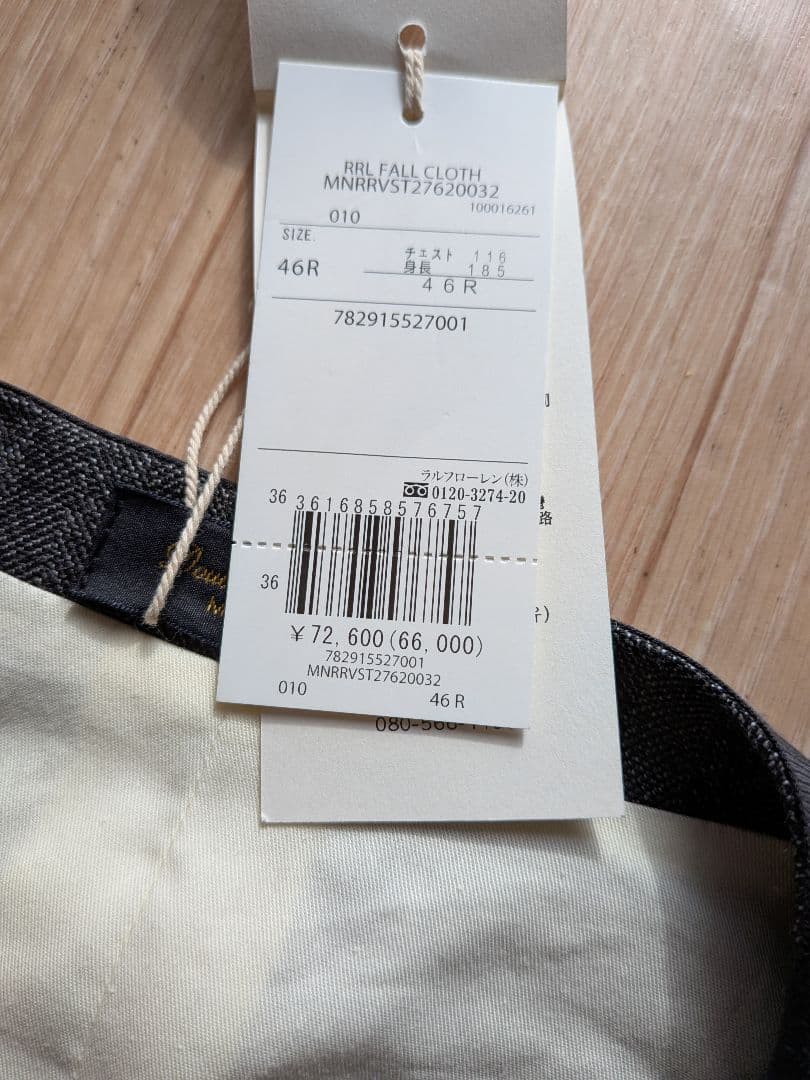 RRL FALL CLOTH
MNRRVST27620032
100016261
010
SIZE.
46R
チェスト 116
身長 185
46R
782915527001
ラルフローレン(株)
0120-3274-20
36
3616858576757
36
¥72,600(66,000)
782915527001
MNRRVST27620032
010
46R
路